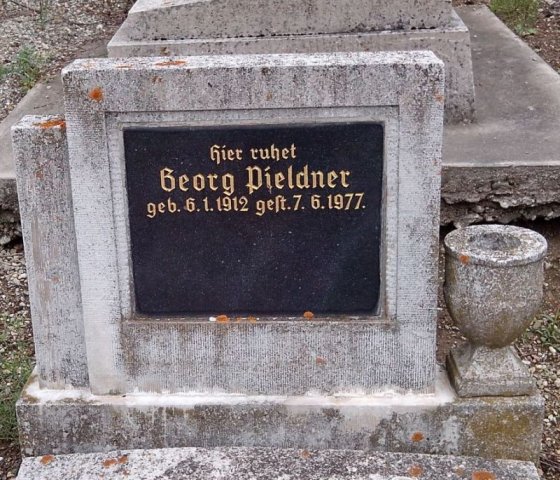 Hier ruhet
Georg Pieldner
geb. 6.1.1912 gest. 7.6.1977.